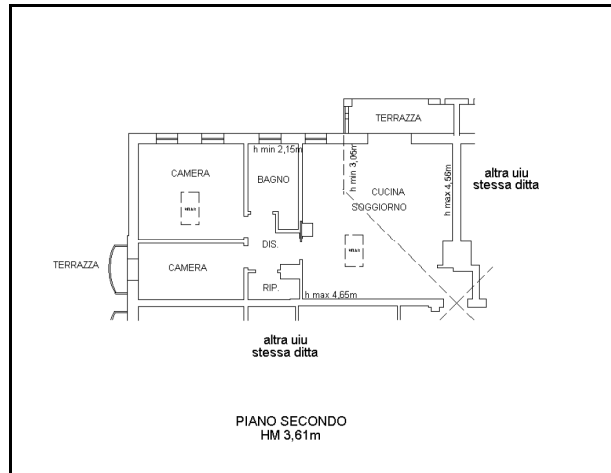 TERRAZZA
h min 2,15m
h min 3,05m
h max 4,56m
altra uiu
stessa ditta
CAMERA
BAGNO
CUCINA
SOGGIORNO
DIS.
TERRAZZA
CAMERA
RIP.
h max 4,65m
altra uiu
stessa ditta
PIANO SECONDO
HM 3,61m